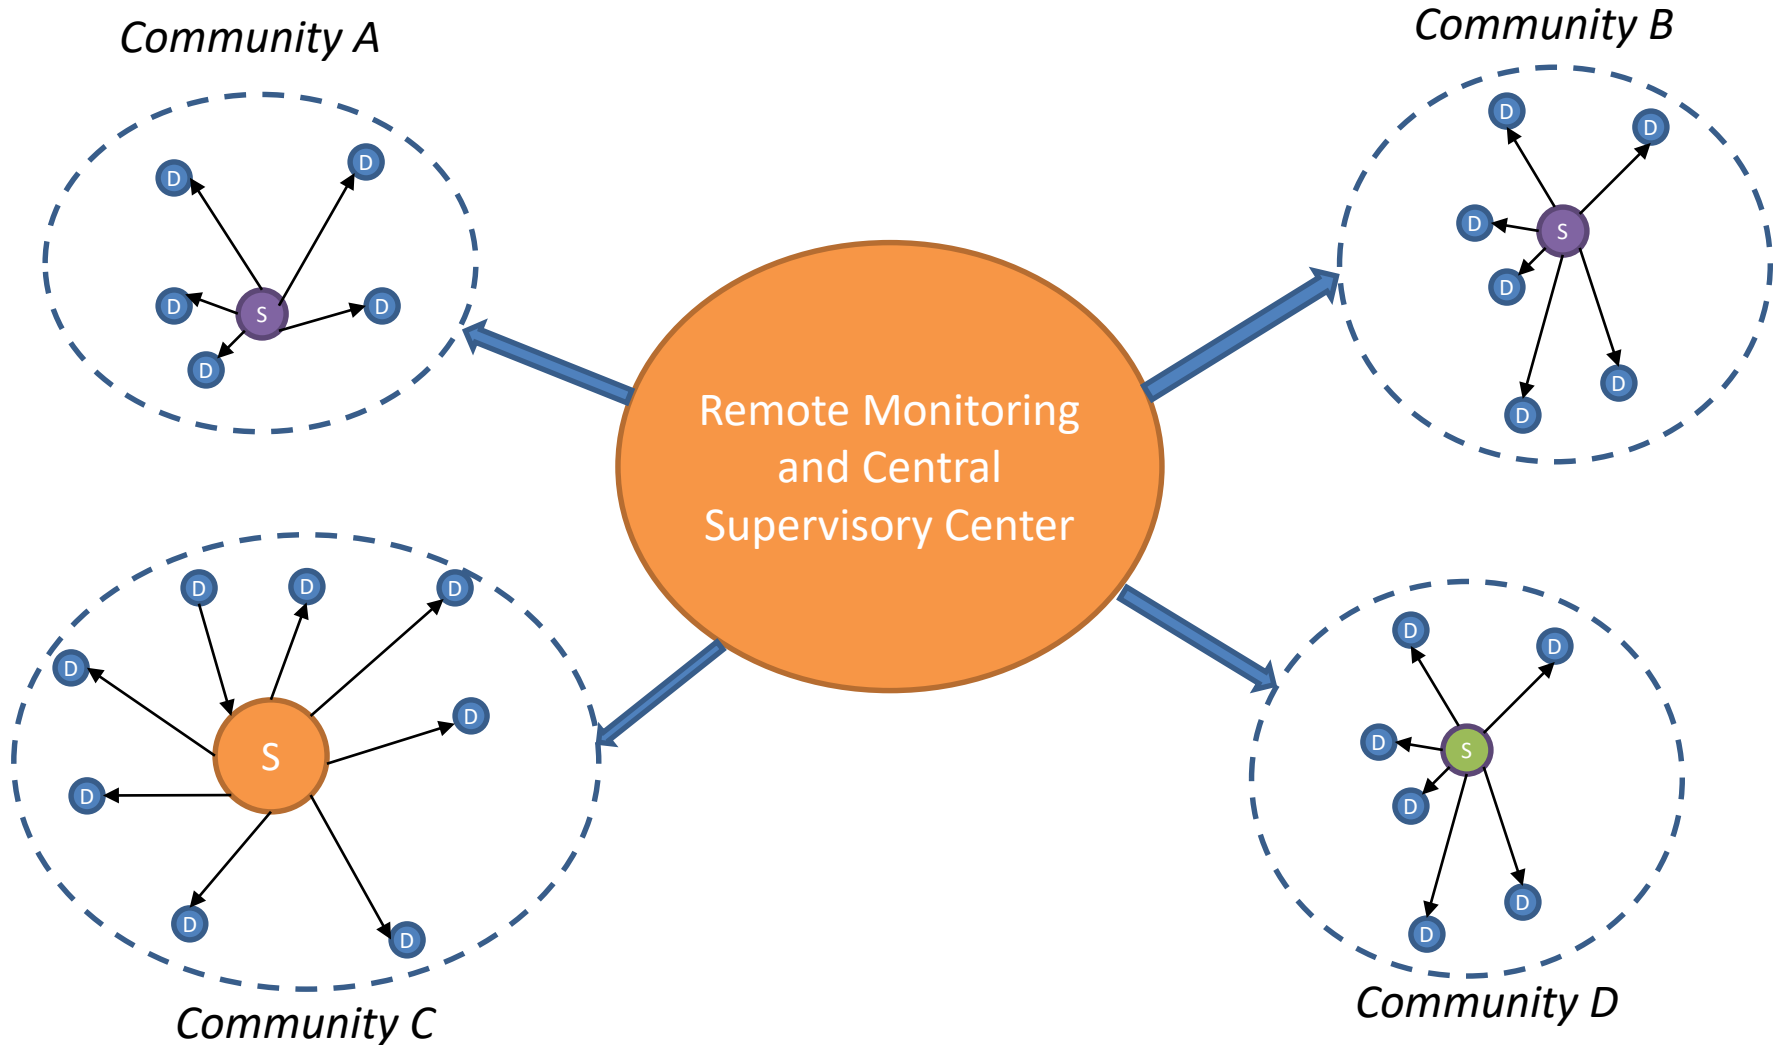 Community A
D
D
D
S
D
D
Community B
D
D
D
S
D
D
D
Remote Monitoring
and Central
Supervisory Center
D
D
D
D
D
S
D
D
D
Community C
D
D
D
S
D
D
D
Community D